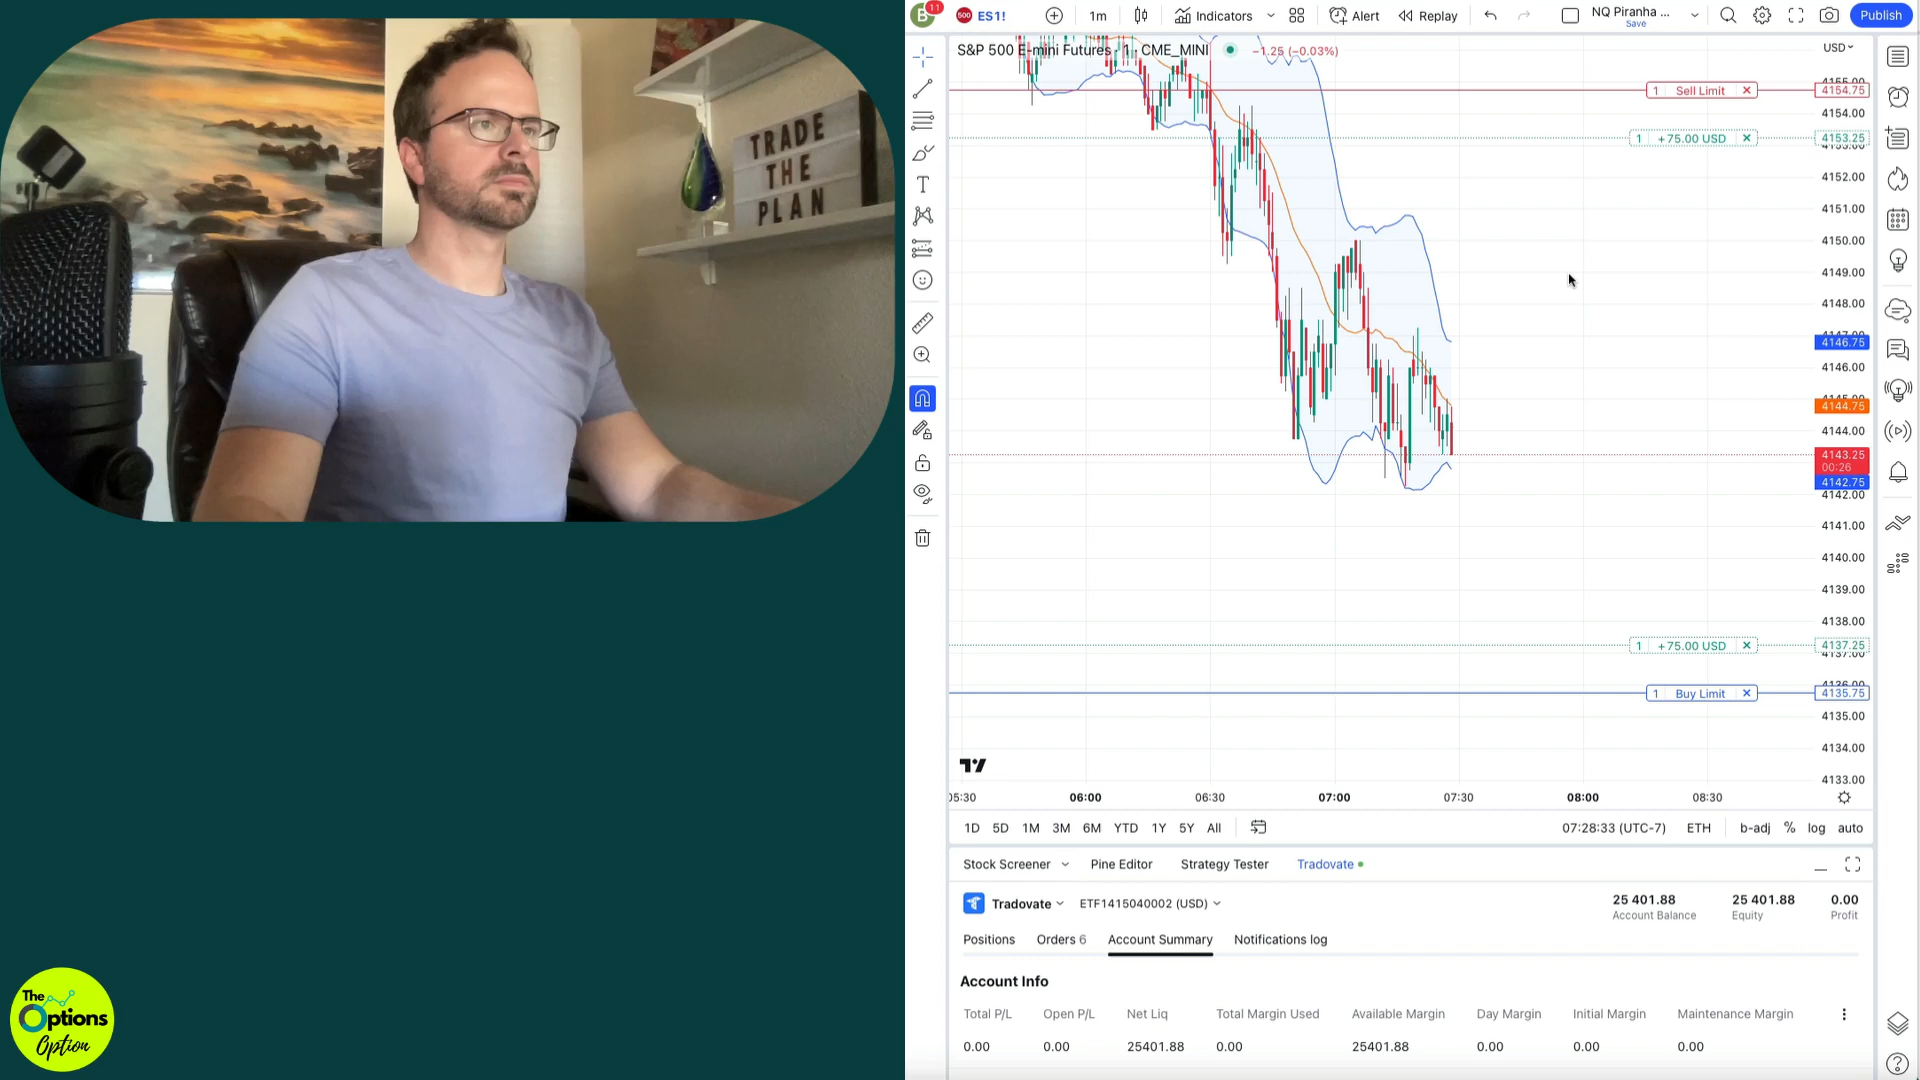 TRADE
THE
PLAN
The
Options
Option
B
11
500
ES1!
1m
Indicators
Alert
Replay
NQ Piranha ...
Save
Publish
S&P 500 E-mini Futures · 1 · CME_MINI
−1.25 (−0.03%)
USD
1 Sell Limit
4154.75
4154.00
1 +75.00 USD
4153.25
4152.00
4151.00
4150.00
4149.00
4148.00
4146.75
4146.00
4144.75
4144.00
4143.25
00:26
4142.75
4142.00
4141.00
4140.00
4139.00
4138.00
1 +75.00 USD
4137.25
1 Buy Limit
4135.75
4135.00
4134.00
4133.00
05:30 06:00 06:30 07:00 07:30 08:00 08:30
1D 5D 1M 3M 6M YTD 1Y 5Y All
07:28:33 (UTC-7) ETH b-adj % log auto
Stock Screener Pine Editor Strategy Tester Tradovate
Tradovate ETF1415040002 (USD)
25 401.88 25 401.88 0.00
Account Balance Equity Profit
Positions Orders 6 Account Summary Notifications log
Account Info
Total P/L Open P/L Net Liq Total Margin Used Available Margin Day Margin Initial Margin Maintenance Margin
0.00 0.00 25401.88 0.00 25401.88 0.00 0.00 0.00